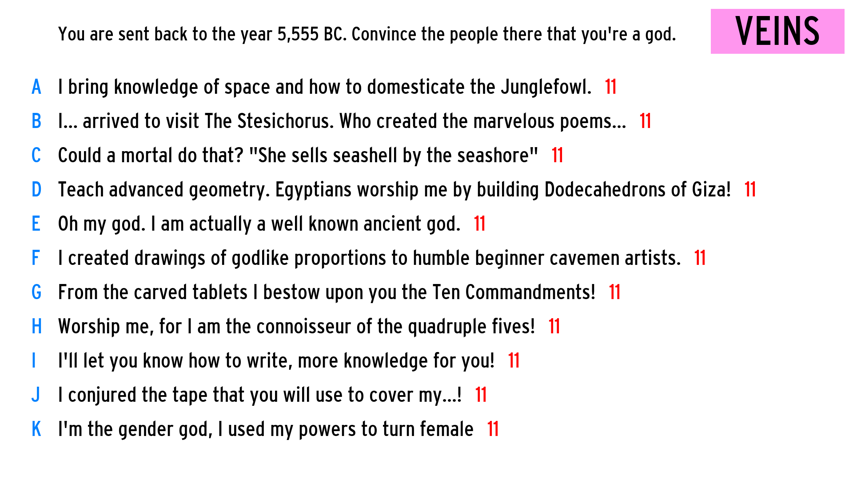 You are sent back to the year 5,555 BC. Convince the people there that you're a god.
VEINS
A I bring knowledge of space and how to domesticate the Junglefowl. 11
B I... arrived to visit The Stesichorus. Who created the marvelous poems... 11
C Could a mortal do that? "She sells seashell by the seashore" 11
D Teach advanced geometry. Egyptians worship me by building Dodecahedrons of Giza! 11
E Oh my god. I am actually a well known ancient god. 11
F I created drawings of godlike proportions to humble beginner cavemen artists. 11
G From the carved tablets I bestow upon you the Ten Commandments! 11
H Worship me, for I am the connoisseur of the quadruple fives! 11
I I'll let you know how to write, more knowledge for you! 11
J I conjured the tape that you will use to cover my...! 11
K I'm the gender god, I used my powers to turn female 11